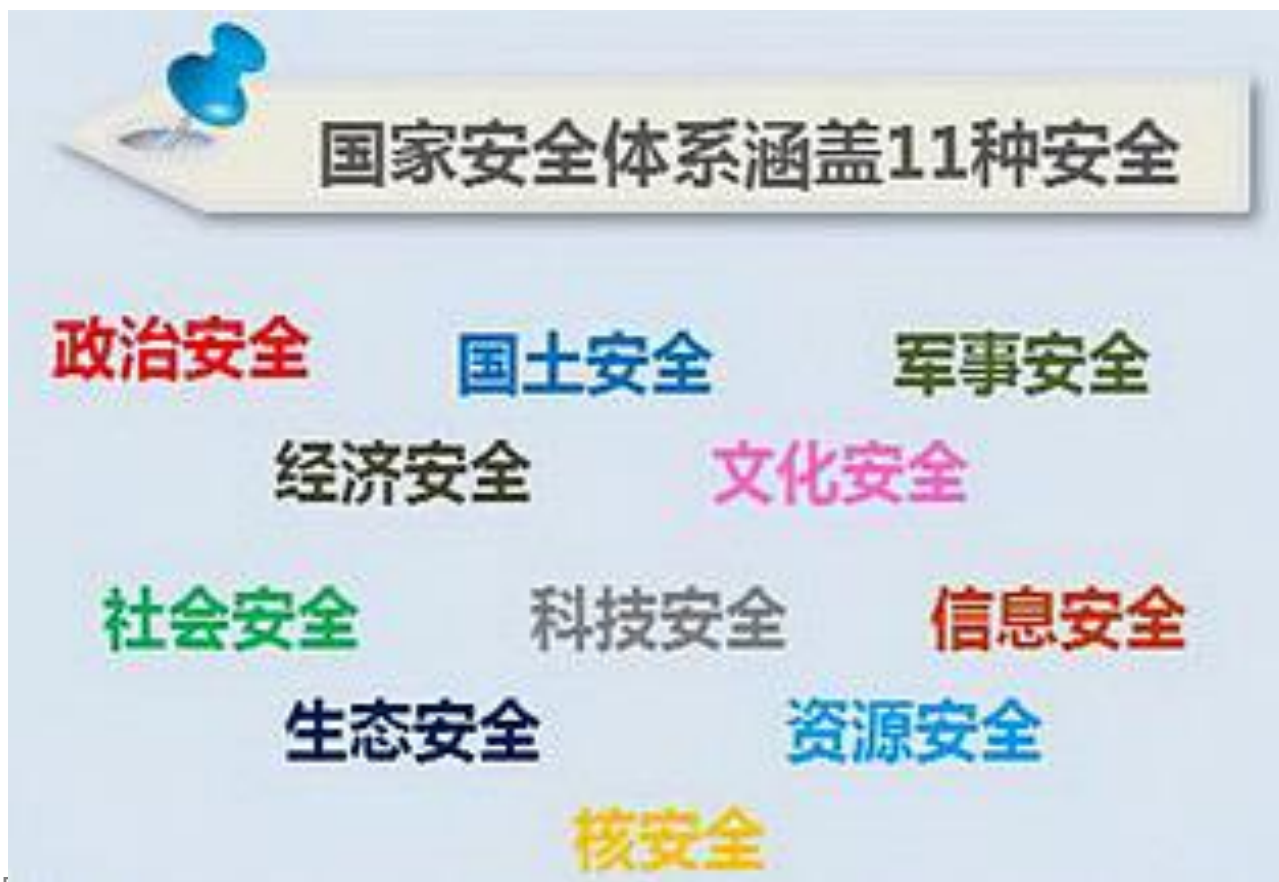 国家安全体系涵盖11种安全
政治安全 国土安全 军事安全
经济安全 文化安全
社会安全 科技安全 信息安全
生态安全 资源安全
核安全